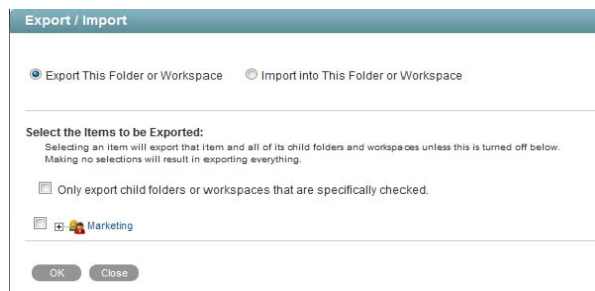 Export / Import
Export This Folder or Workspace Import into This Folder or Workspace
Select the Items to be Exported:
Selecting an item will export that item and all of its child folders and workspaces unless this is turned off below.
Making no selections will result in exporting everything.
Only export child folders or workspaces that are specifically checked.
Marketing
OK Close